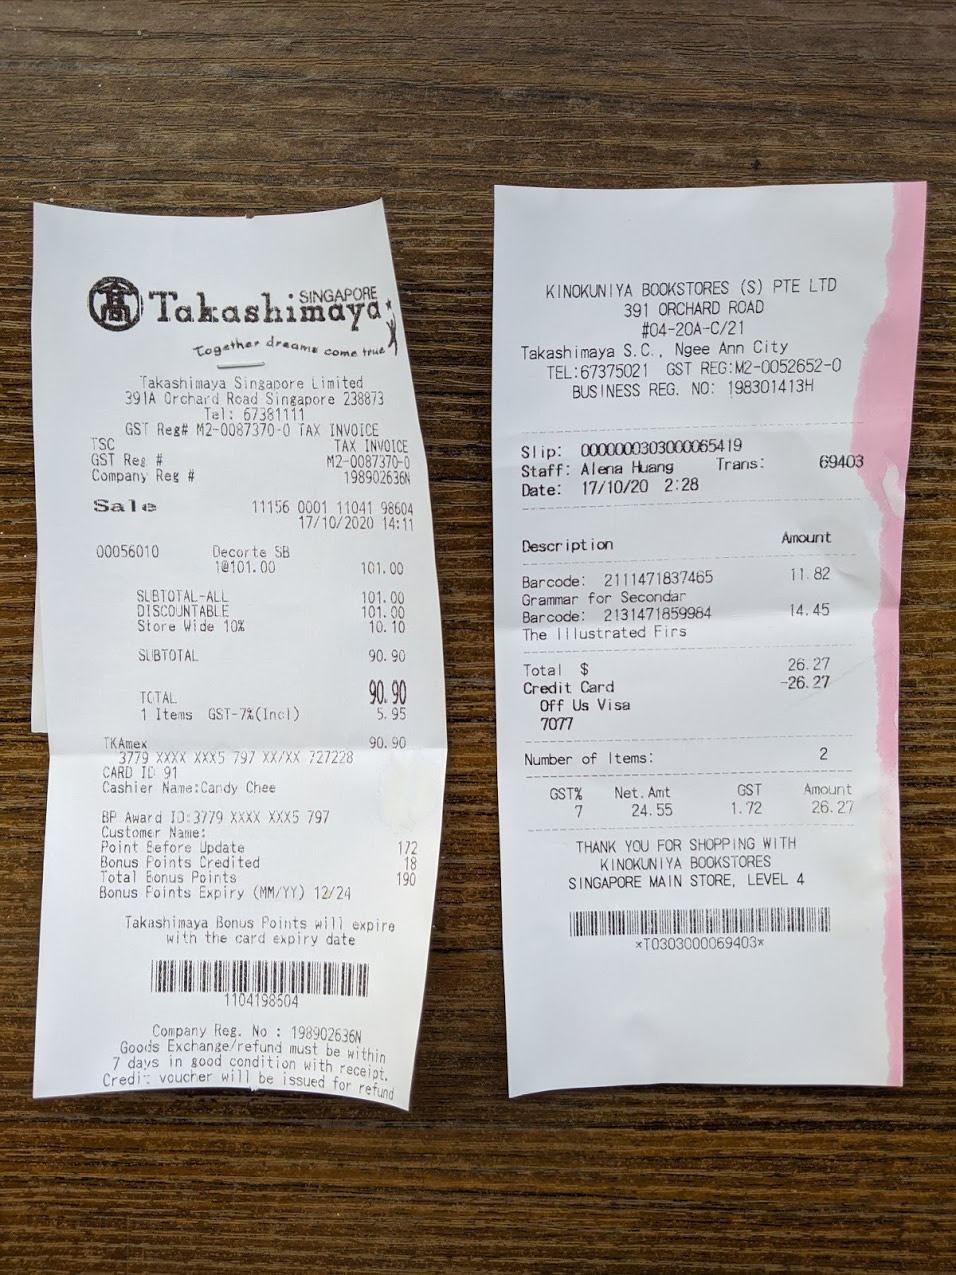 髙 Takashimaya SINGAPORE
Together dreams come true
Takashimaya Singapore Limited
391A Orchard Road Singapore 238873
Tel: 67381111
GST Reg# M2-0087370-0 TAX INVOICE
TSC TAX INVOICE
GST Reg # M2-0087370-0
Company Reg # 198902636N
Sale 11156 0001 11041 98604
17/10/2020 14:11
00056010 Decorte SB
1@101.00 101.00
SUBTOTAL-ALL 101.00
DISCOUNTABLE 101.00
Store Wide 10% 10.10
SUBTOTAL 90.90
TOTAL 90.90
1 Items GST-7%(Incl) 5.95
TKAmex 90.90
3779 XXXX XXX5 797 XX/XX 727228
CARD ID 91
Cashier Name:Candy Chee
BP Award ID:3779 XXXX XXX5 797
Customer Name:
Point Before Update 172
Bonus Points Credited 18
Total Bonus Points 190
Bonus Points Expiry (MM/YY) 12/24
Takashimaya Bonus Points will expire
with the card expiry date
1104198604
Company Reg. No : 198902636N
Goods Exchange/refund must be within
7 days in good condition with receipt.
Credit voucher will be issued for refund
KINOKUNIYA BOOKSTORES (S) PTE LTD
391 ORCHARD ROAD
#04-20A-C/21
Takashimaya S.C., Ngee Ann City
TEL:67375021 GST REG:M2-0052652-0
BUSINESS REG. NO: 198301413H
Slip: 0000000303000065419
Staff: Alena Huang Trans: 69403
Date: 17/10/20 2:28
Description Amount
Barcode: 2111471837465 11.82
Grammar for Secondar
Barcode: 2131471859984 14.45
The Illustrated Firs
Total $ 26.27
Credit Card -26.27
Off Us Visa
7077
Number of Items: 2
GST% Net.Amt GST Amount
7 24.55 1.72 26.27
THANK YOU FOR SHOPPING WITH
KINOKUNIYA BOOKSTORES
SINGAPORE MAIN STORE, LEVEL 4
*T0303000069403*